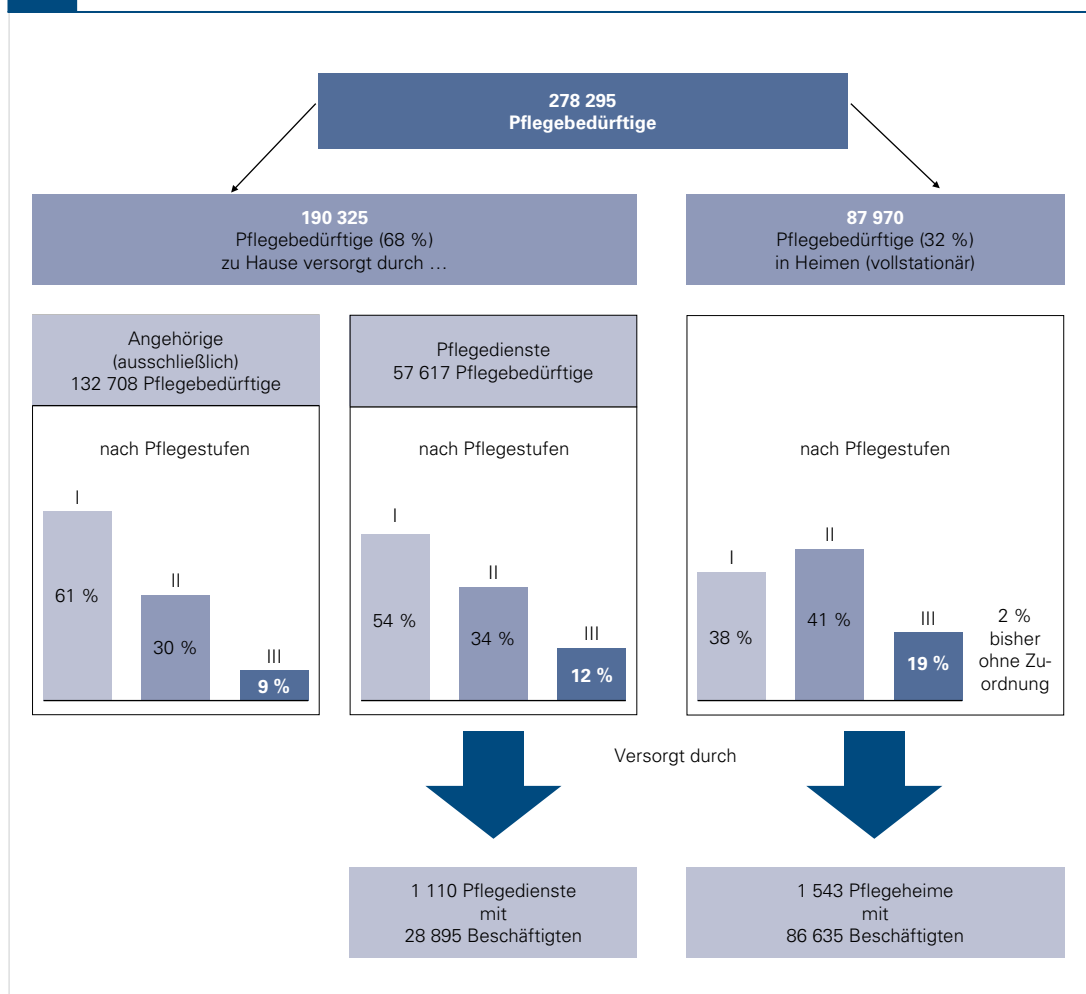 278 295
Pflegebedürftige
190 325
Pflegebedürftige (68 %)
zu Hause versorgt durch …
87 970
Pflegebedürftige (32 %)
in Heimen (vollstationär)
Angehörige
(ausschließlich)
132 708 Pflegebedürftige
nach Pflegestufen
I
61 %
II
30 %
III
9 %
Pflegedienste
57 617 Pflegebedürftige
nach Pflegestufen
I
54 %
II
34 %
III
12 %
nach Pflegestufen
I
38 %
II
41 %
III
19 %
2 %
bisher
ohne Zu-
ordnung
Versorgt durch
1 110 Pflegedienste
mit
28 895 Beschäftigten
1 543 Pflegeheime
mit
86 635 Beschäftigten